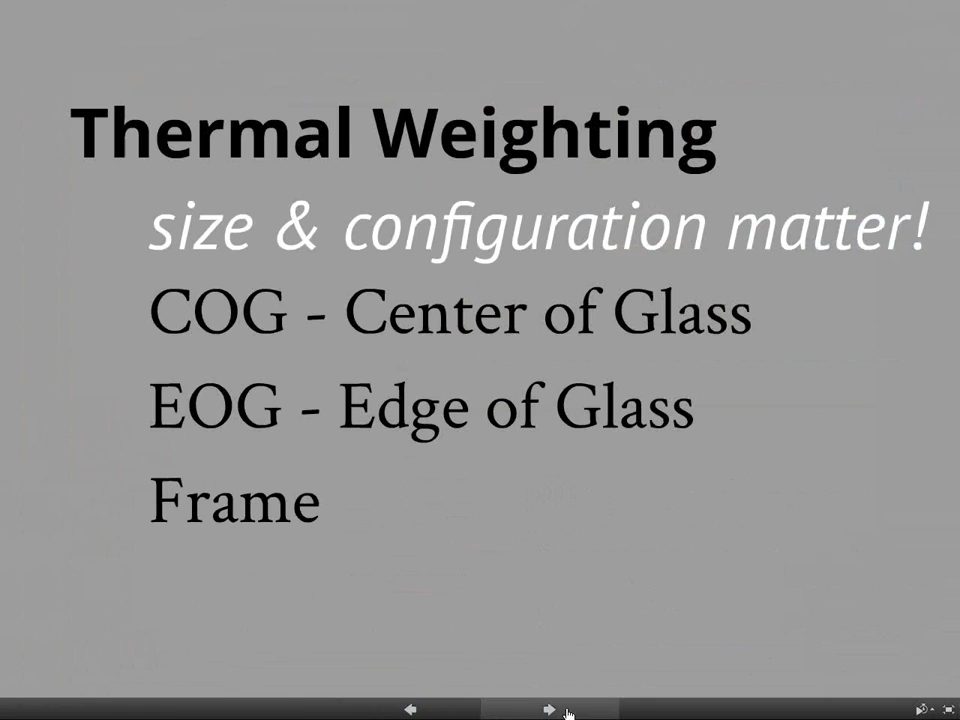 Thermal Weighting
size & configuration matter!
COG - Center of Glass
EOG - Edge of Glass
Frame